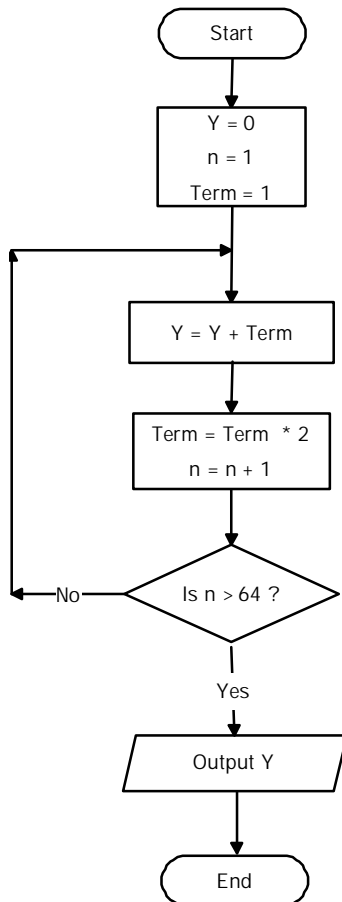 Start
Y = 0
n = 1
Term = 1
Y = Y + Term
Term = Term * 2
n = n + 1
Is n > 64 ?
No
Yes
Output Y
End